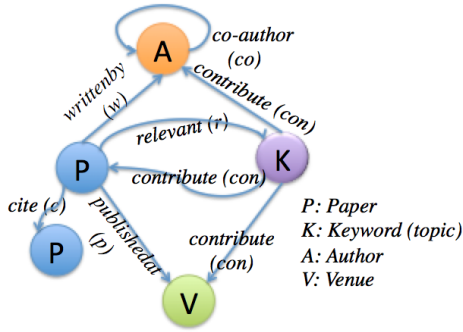 co-author
(co)
A
writtenby
(w)
contribute (con)
relevant (r)
K
P
contribute (con)
cite (c)
publishedat
(p)
P
contribute
(con)
V
P: Paper
K: Keyword (topic)
A: Author
V: Venue